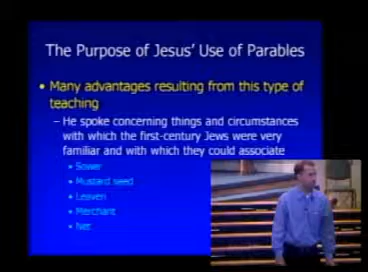 The Purpose of Jesus' Use of Parables
• Many advantages resulting from this type of
teaching
– He spoke concerning things and circumstances
with which the first-century Jews were very
familiar and with which they could associate
• Sower
• Mustard seed
• Leaven
• Merchant
• Net